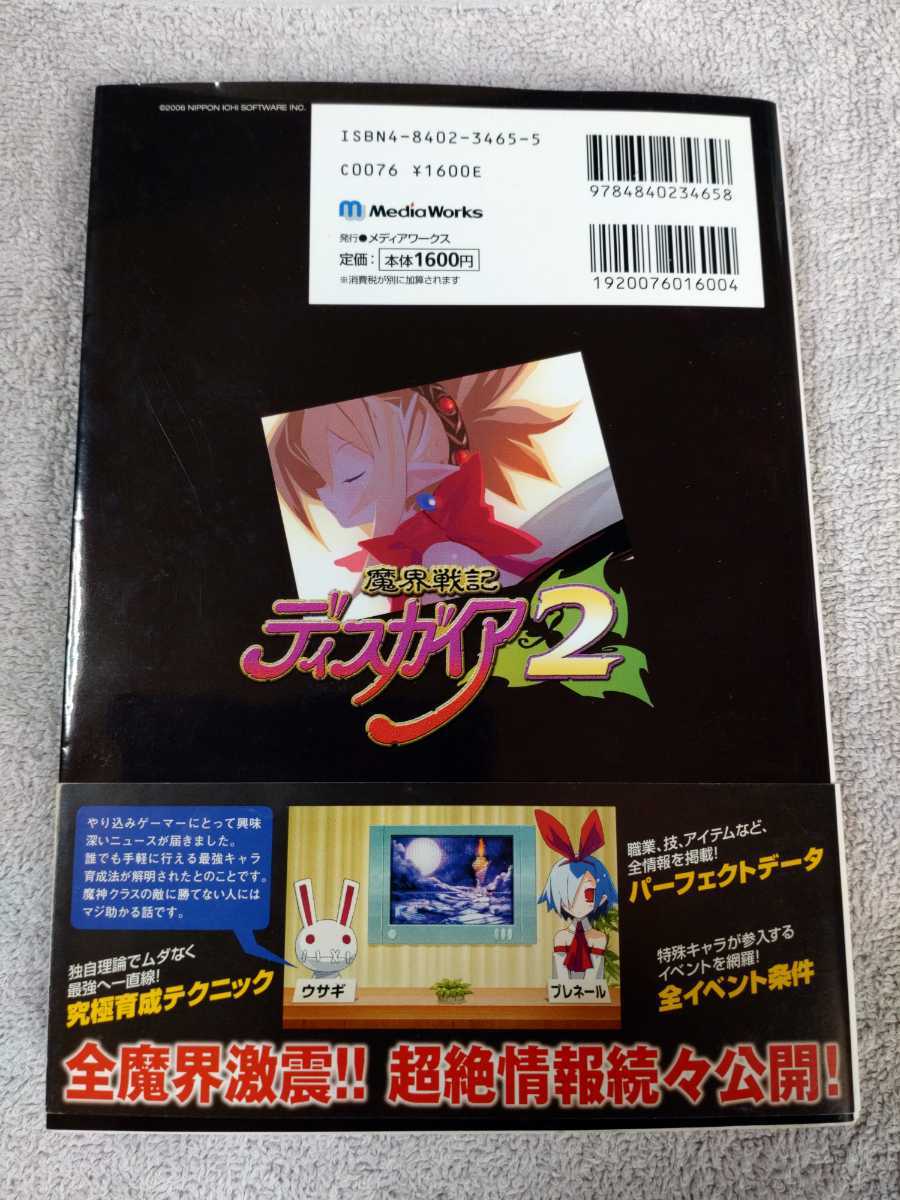 ©2006 NIPPON ICHI SOFTWARE INC.
ISBN4-8402-3465-5
C0076 ¥1600E
MediaWorks
発行●メディアワークス
定価：本体1600円
※消費税が別に加算されます
9784840234658
1920076016004
魔界戦記
ディスガイア2
やり込みゲーマーにとって興味
深いニュースが届きました。
誰でも手軽に行える最強キャラ
育成法が解明されたとのことです。
魔神クラスの敵に勝てない人には
マジ助かる話です。
独自理論でムダなく
最強へ一直線!
究極育成テクニック
ウサギ
プレネール
職業、技、アイテムなど、
全情報を掲載!
パーフェクトデータ
特殊キャラが参入する
イベントを網羅!
全イベント条件
全魔界激震!! 超絶情報続々公開!